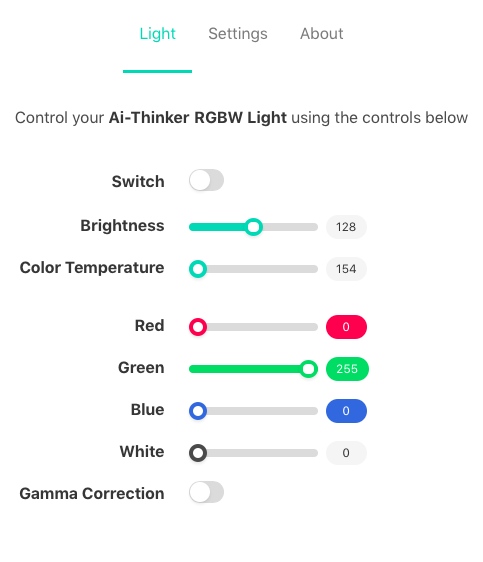 Light Settings About
Control your Ai-Thinker RGBW Light using the controls below
Switch
Brightness 128
Color Temperature 154
Red 0
Green 255
Blue 0
White 0
Gamma Correction